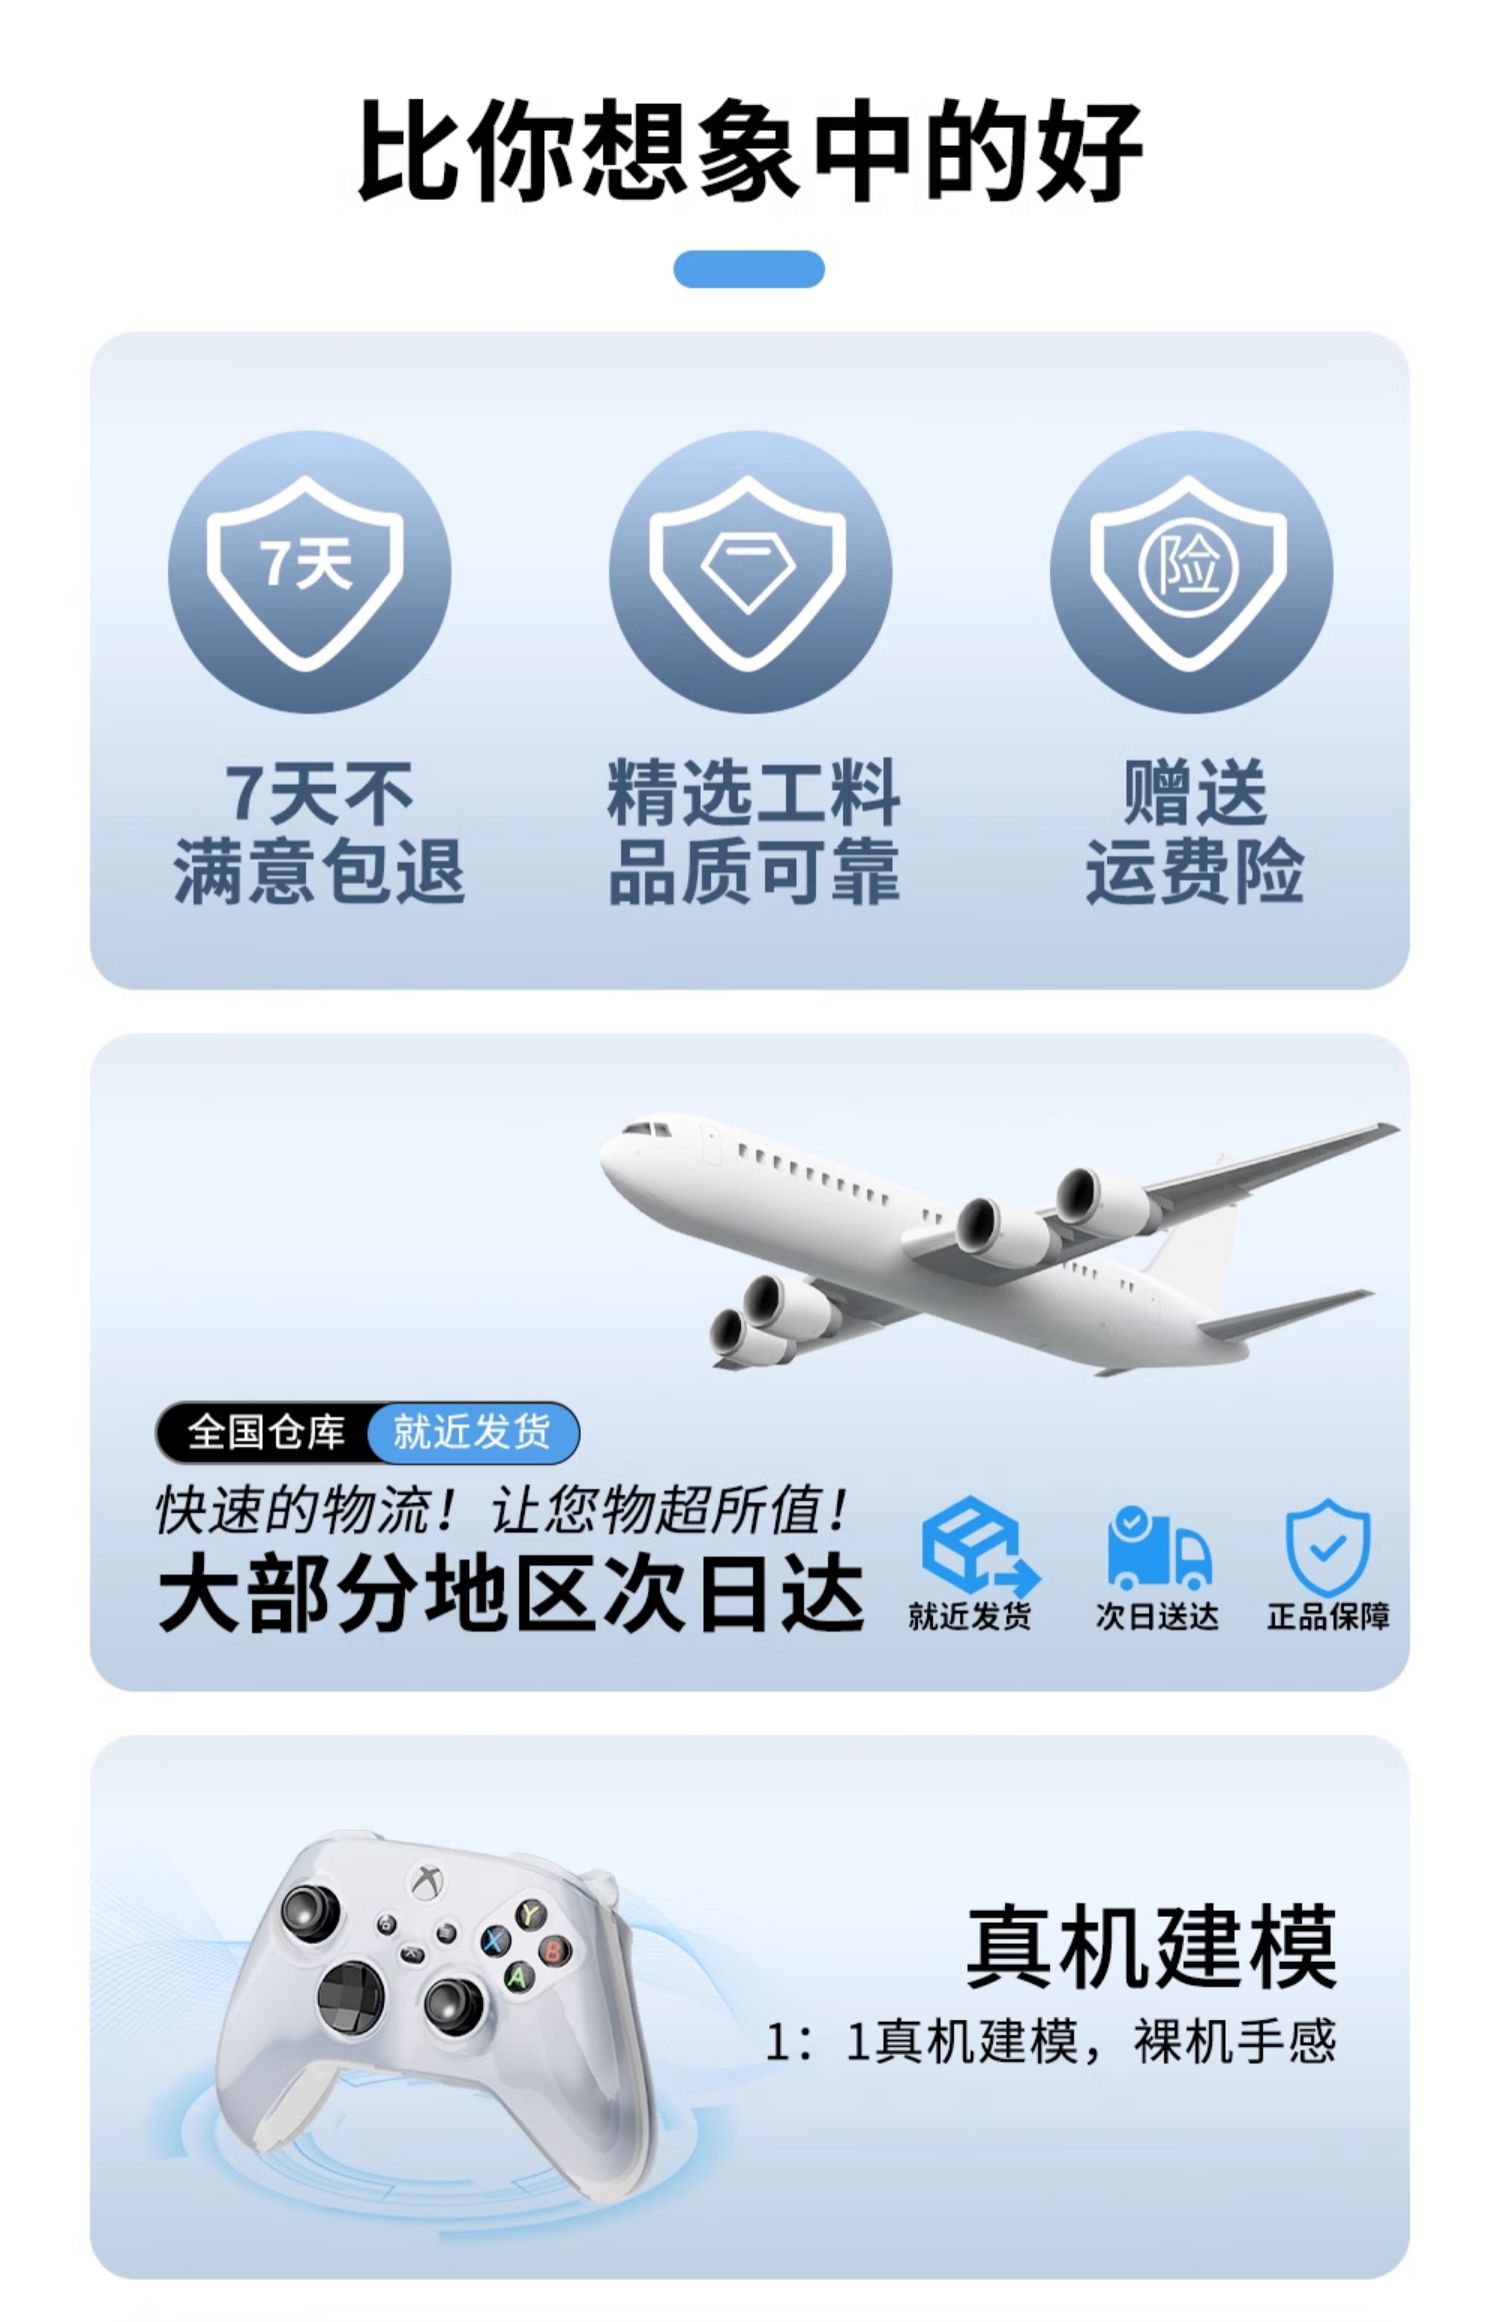 比你想象中的好
7天
险
7天不
满意包退
精选工料
品质可靠
赠送
运费险
全国仓库 就近发货
快速的物流！让您物超所值！
大部分地区次日达
就近发货
次日送达
正品保障
Y
X
B
A
真机建模
1：1真机建模，裸机手感